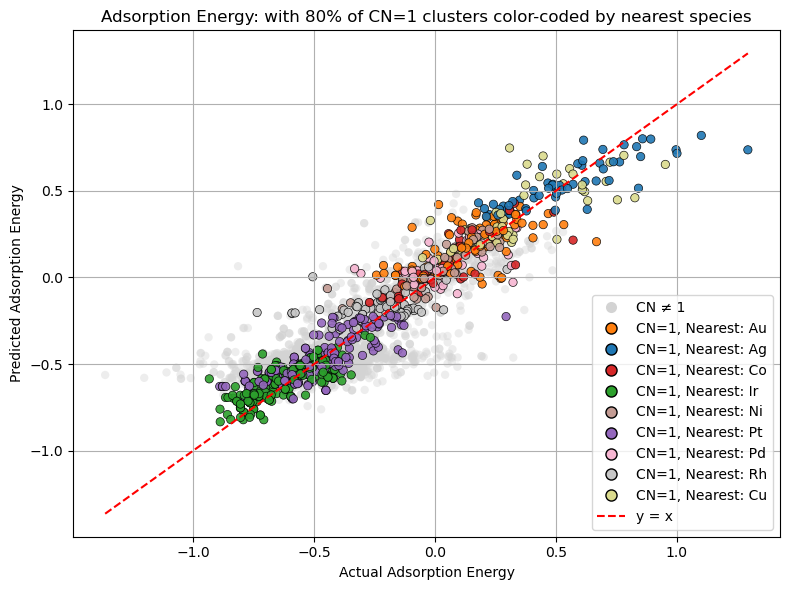 Adsorption Energy: with 80% of CN=1 clusters color-coded by nearest species
Predicted Adsorption Energy
1.0
0.5
0.0
−0.5
−1.0
−1.0
−0.5
0.0
0.5
1.0
Actual Adsorption Energy
CN ≠ 1
CN=1, Nearest: Au
CN=1, Nearest: Ag
CN=1, Nearest: Co
CN=1, Nearest: Ir
CN=1, Nearest: Ni
CN=1, Nearest: Pt
CN=1, Nearest: Pd
CN=1, Nearest: Rh
CN=1, Nearest: Cu
y = x